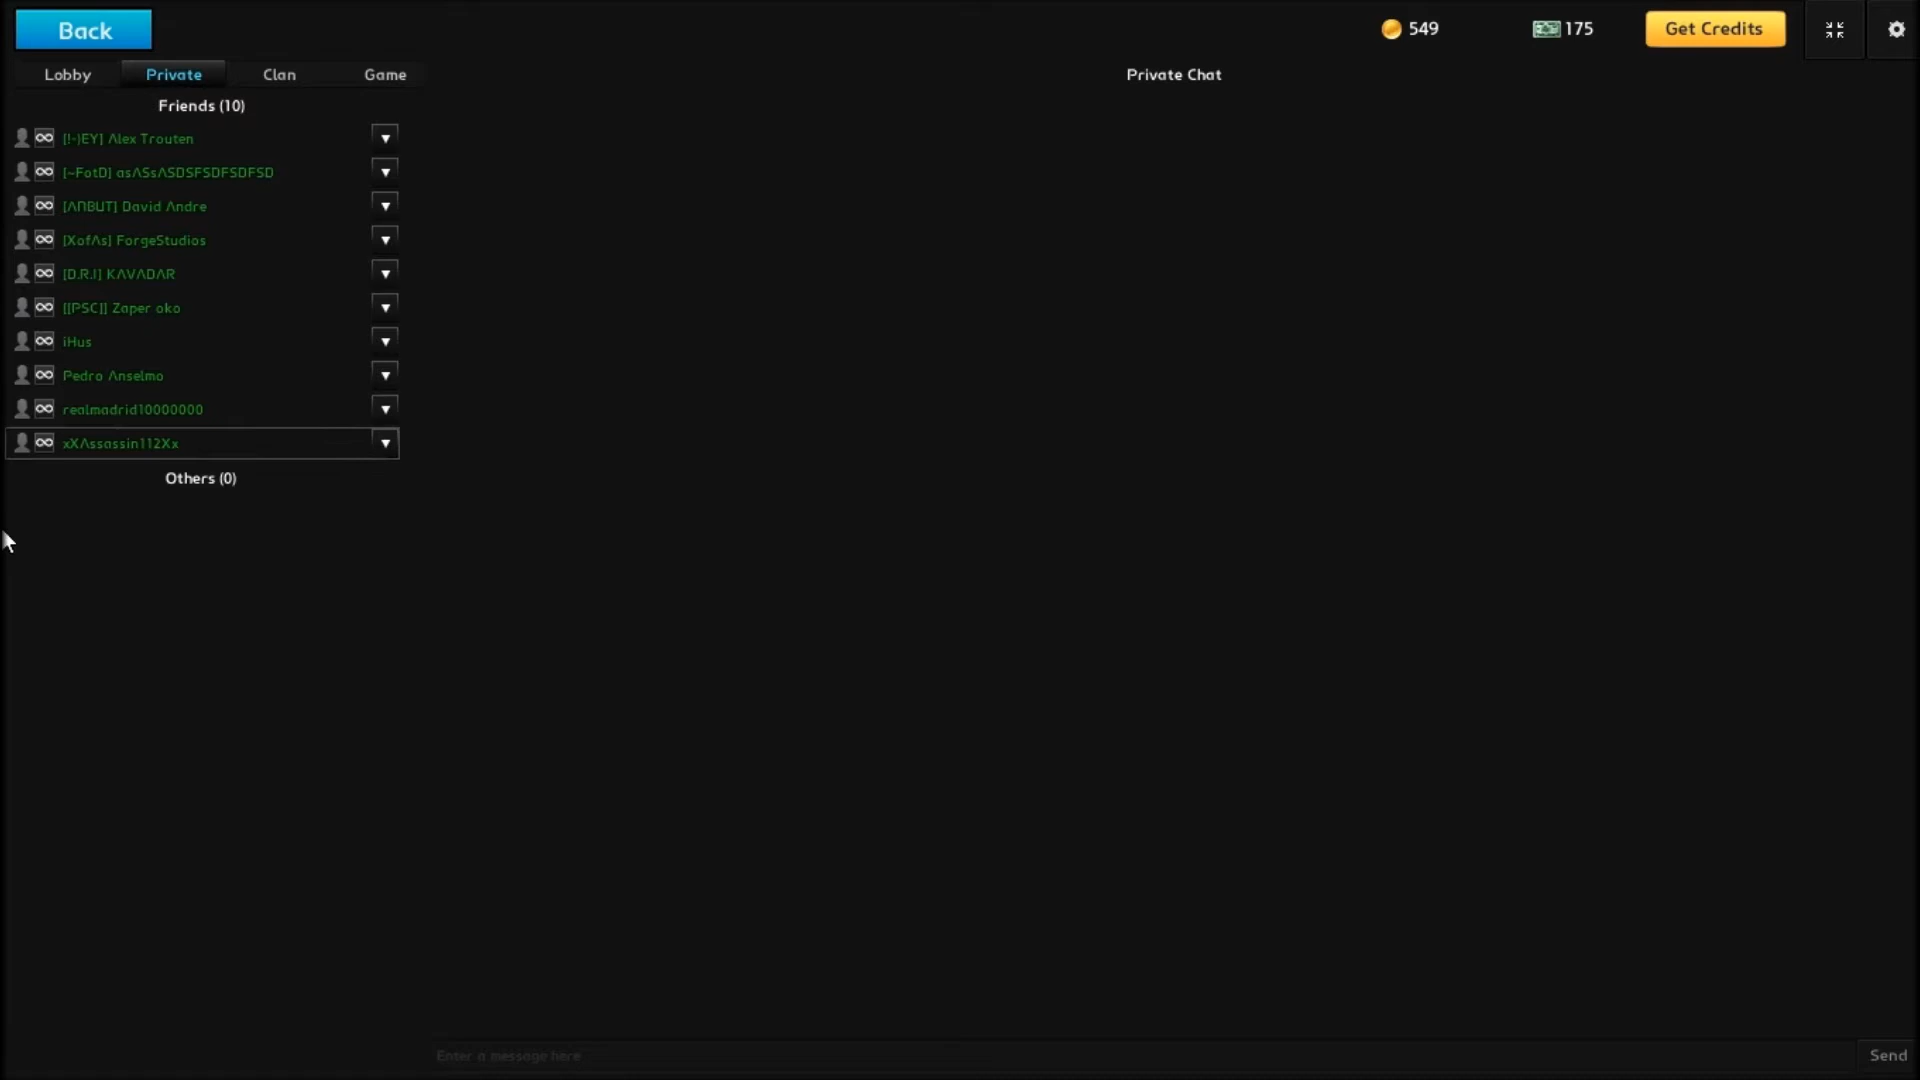 Back
549
175
Get Credits
Lobby
Private
Clan
Game
Private Chat
Friends (10)
[!-)EY] Alex Trouten
[~FotD] asASsASDSFSDFSDFSD
[ANBUT] David Andre
[XofAs] ForgeStudios
[D.R.!] KAVADAR
[[PSC]] Zaper oko
iHus
Pedro Anselmo
realmadrid10000000
xXAssassin112Xx
Others (0)
Enter a message here
Send